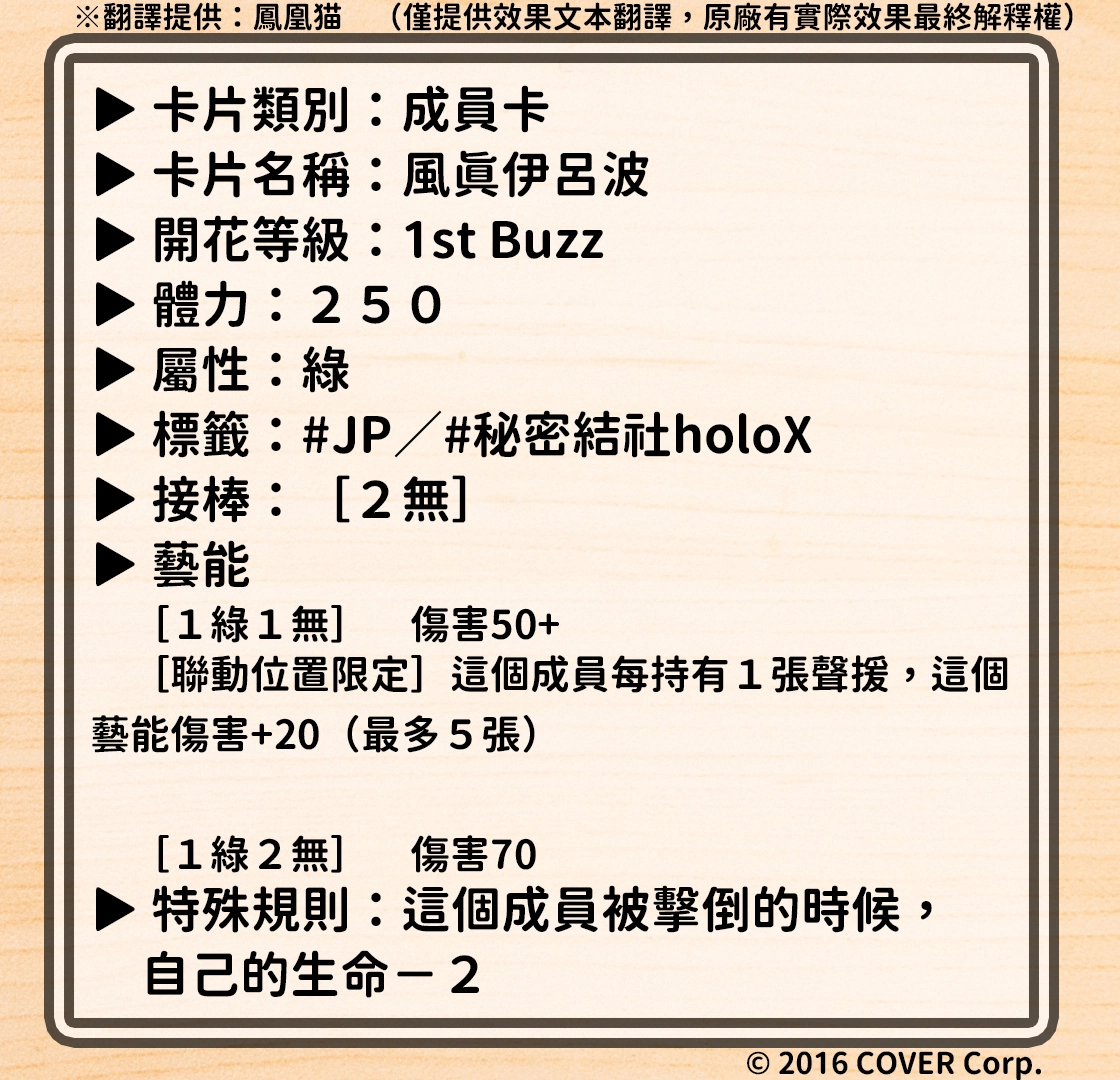 ※翻譯提供：鳳凰猫　（僅提供效果文本翻譯，原廠有實際效果最終解釋權）
▶ 卡片類別：成員卡
▶ 卡片名稱：風眞伊呂波
▶ 開花等級：1st Buzz
▶ 體力：２５０
▶ 屬性：綠
▶ 標籤：#JP／#秘密結社holoX
▶ 接棒：［２無］
▶ 藝能
［１綠１無］　傷害50+
［聯動位置限定］這個成員每持有１張聲援，這個
藝能傷害+20（最多５張）
［１綠２無］　傷害70
▶ 特殊規則：這個成員被擊倒的時候，
自己的生命－２
© 2016 COVER Corp.